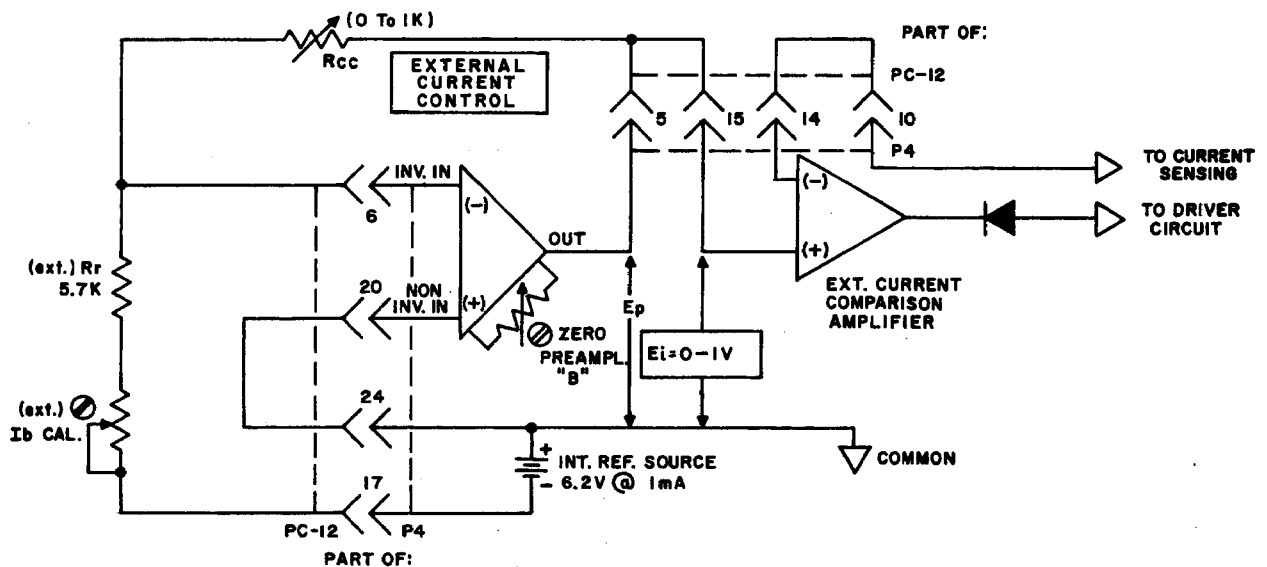 (0 To 1K)
Rcc
EXTERNAL
CURRENT
CONTROL
PART OF:
PC-12
5
15
14
10
P4
TO CURRENT
SENSING
TO DRIVER
CIRCUIT
INV. IN
6
(-)
OUT
(-)
(+)
EXT. CURRENT
COMPARISON
AMPLIFIER
(ext.) Rr
5.7K
20
NON
INV. IN
(+)
ZERO
PREAMPL.
"B"
Ep
Ei=0-1V
(ext.)
Ib CAL.
24
+
-
INT. REF. SOURCE
6.2V @ 1mA
COMMON
17
PC-12
P4
PART OF: